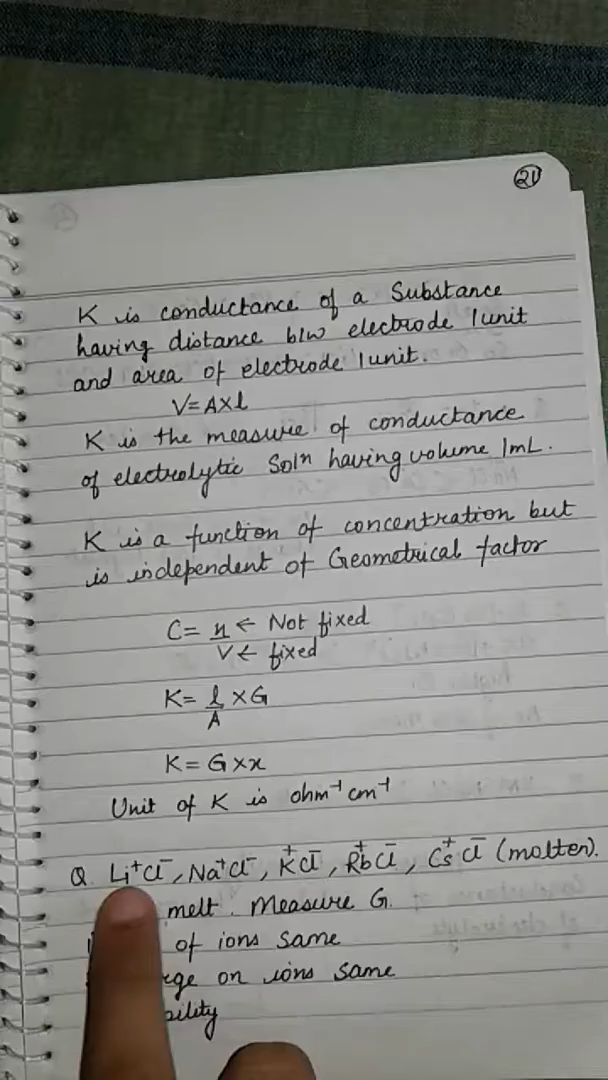 21
K is conductance of a Substance
having distance b/w electrode 1unit
and area of electrode 1unit.
V=A×l
K is the measure of conductance
of electrolytic Solⁿ having volume 1mL.
K is a function of concentration but
is independent of Geometrical factor
C= n ← Not fixed
V ← fixed
K= l/A ×G
K= G×x
Unit of K is ohm⁻¹cm⁻¹
Q. Li⁺Cl⁻, Na⁺Cl⁻, K⁺Cl⁻, Rb⁺Cl⁻, Cs⁺Cl⁻ (molten).
melt. Measure G.
of ions same
rge on ions same
bility